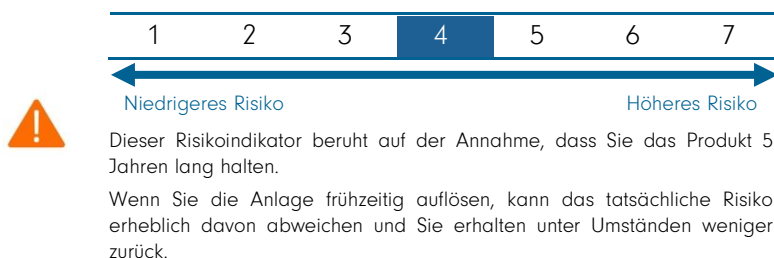 1 2 3 4 5 6 7
Niedrigeres Risiko Höheres Risiko
Dieser Risikoindikator beruht auf der Annahme, dass Sie das Produkt 5
Jahren lang halten.
Wenn Sie die Anlage frühzeitig auflösen, kann das tatsächliche Risiko
erheblich davon abweichen und Sie erhalten unter Umständen weniger
zurück.